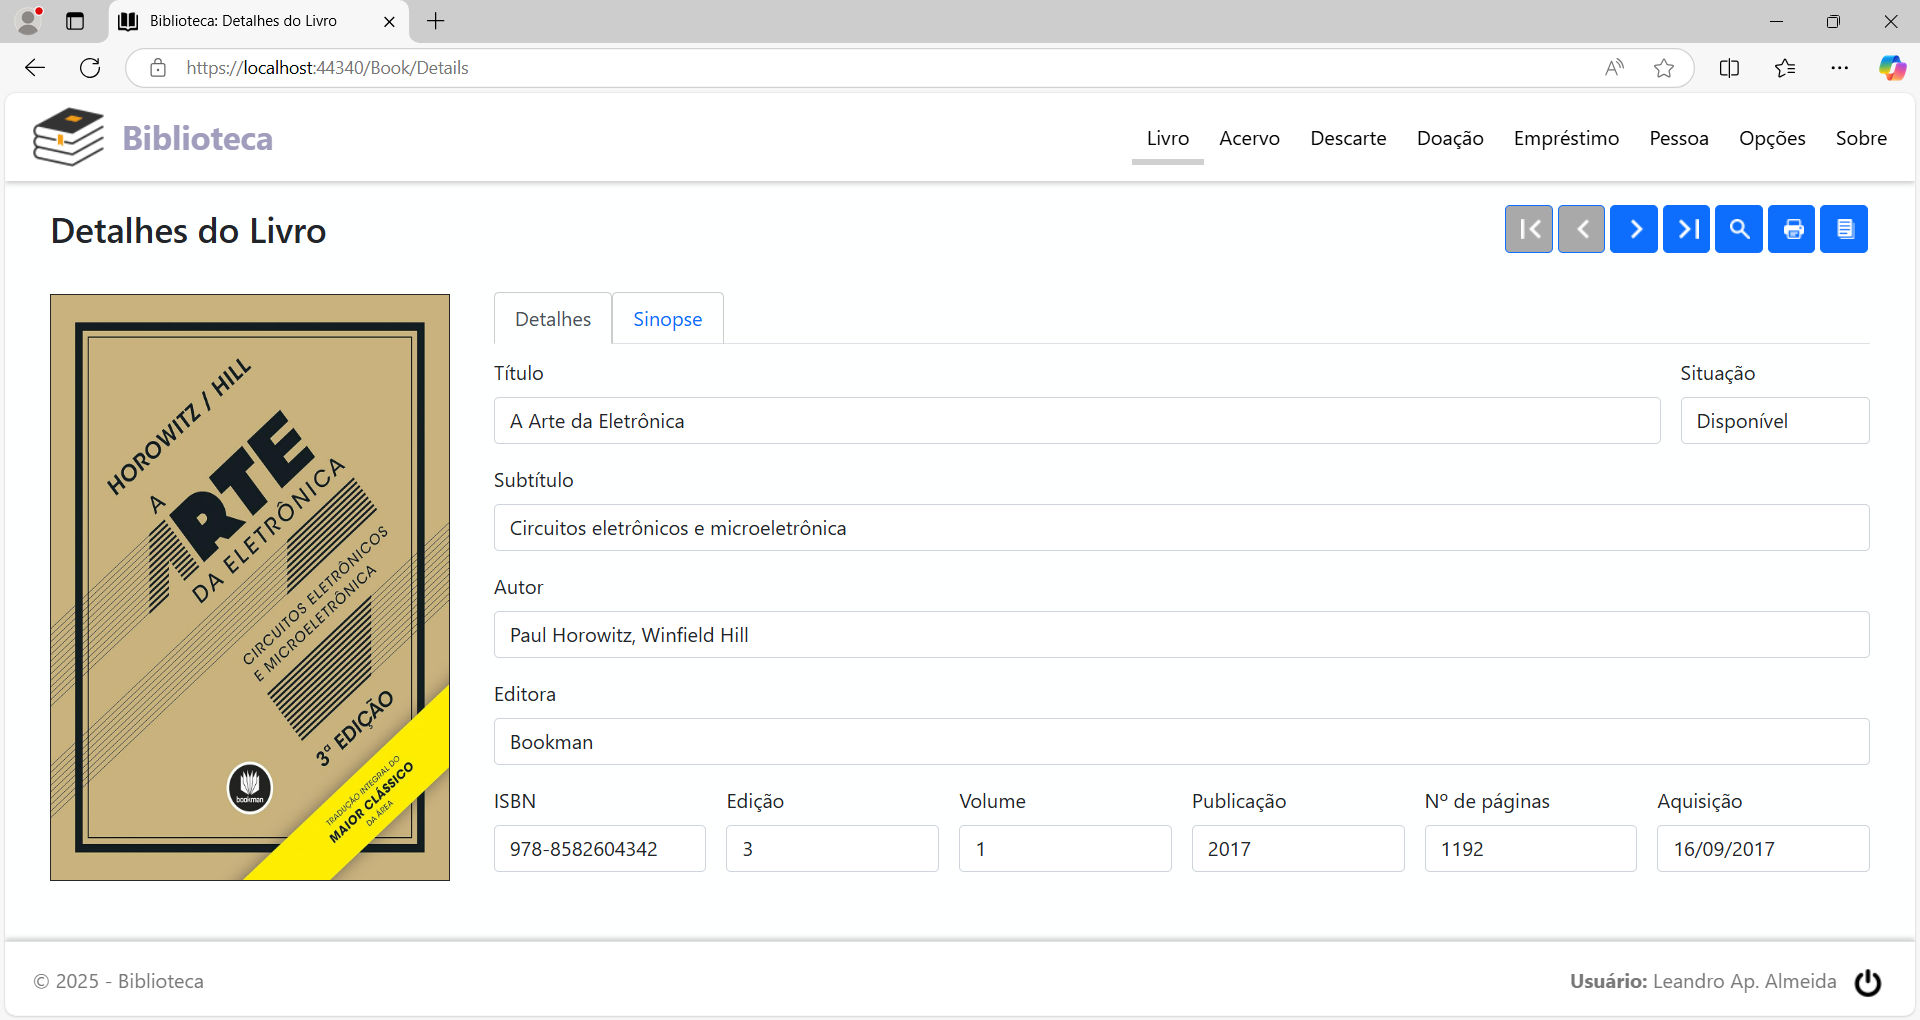 Biblioteca: Detalhes do Livro
https://localhost:44340/Book/Details
Biblioteca
Livro Acervo Descarte Doação Empréstimo Pessoa Opções Sobre
Detalhes do Livro
HOROWITZ / HILL
A
ARTE
DA ELETRÔNICA
CIRCUITOS ELETRÔNICOS
E MICROELETRÔNICA
3ª EDIÇÃO
bookman
TRADUÇÃO INTEGRAL DO
MAIOR CLÁSSICO
DA ÁREA
Detalhes Sinopse
Título Situação
A Arte da Eletrônica Disponível
Subtítulo
Circuitos eletrônicos e microeletrônica
Autor
Paul Horowitz, Winfield Hill
Editora
Bookman
ISBN Edição Volume Publicação Nº de páginas Aquisição
978-8582604342 3 1 2017 1192 16/09/2017
© 2025 - Biblioteca
Usuário: Leandro Ap. Almeida